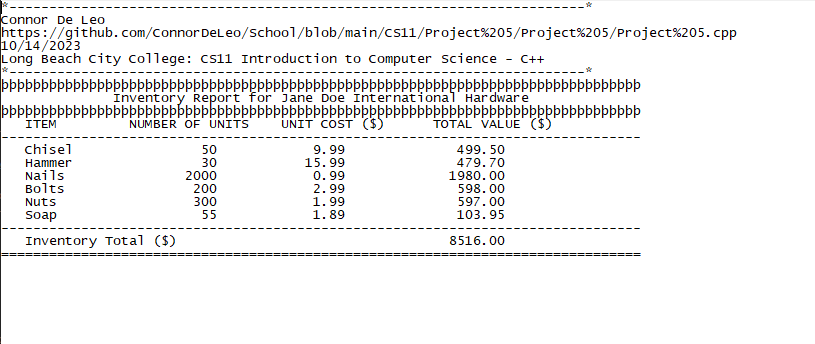 *------------------------------------------------------------------------*
Connor De Leo
https://github.com/ConnorDeLeo/School/blob/main/CS11/Project%205/Project%205/Project%205.cpp
10/14/2023
Long Beach City College: CS11 Introduction to Computer Science - C++
*------------------------------------------------------------------------*
þþþþþþþþþþþþþþþþþþþþþþþþþþþþþþþþþþþþþþþþþþþþþþþþþþþþþþþþþþþþþþþþþþþþþþþþþþþþþþþþ
Inventory Report for Jane Doe International Hardware
þþþþþþþþþþþþþþþþþþþþþþþþþþþþþþþþþþþþþþþþþþþþþþþþþþþþþþþþþþþþþþþþþþþþþþþþþþþþþþþþ
ITEM NUMBER OF UNITS UNIT COST ($) TOTAL VALUE ($)
--------------------------------------------------------------------------------
Chisel 50 9.99 499.50
Hammer 30 15.99 479.70
Nails 2000 0.99 1980.00
Bolts 200 2.99 598.00
Nuts 300 1.99 597.00
Soap 55 1.89 103.95
--------------------------------------------------------------------------------
Inventory Total ($) 8516.00
================================================================================